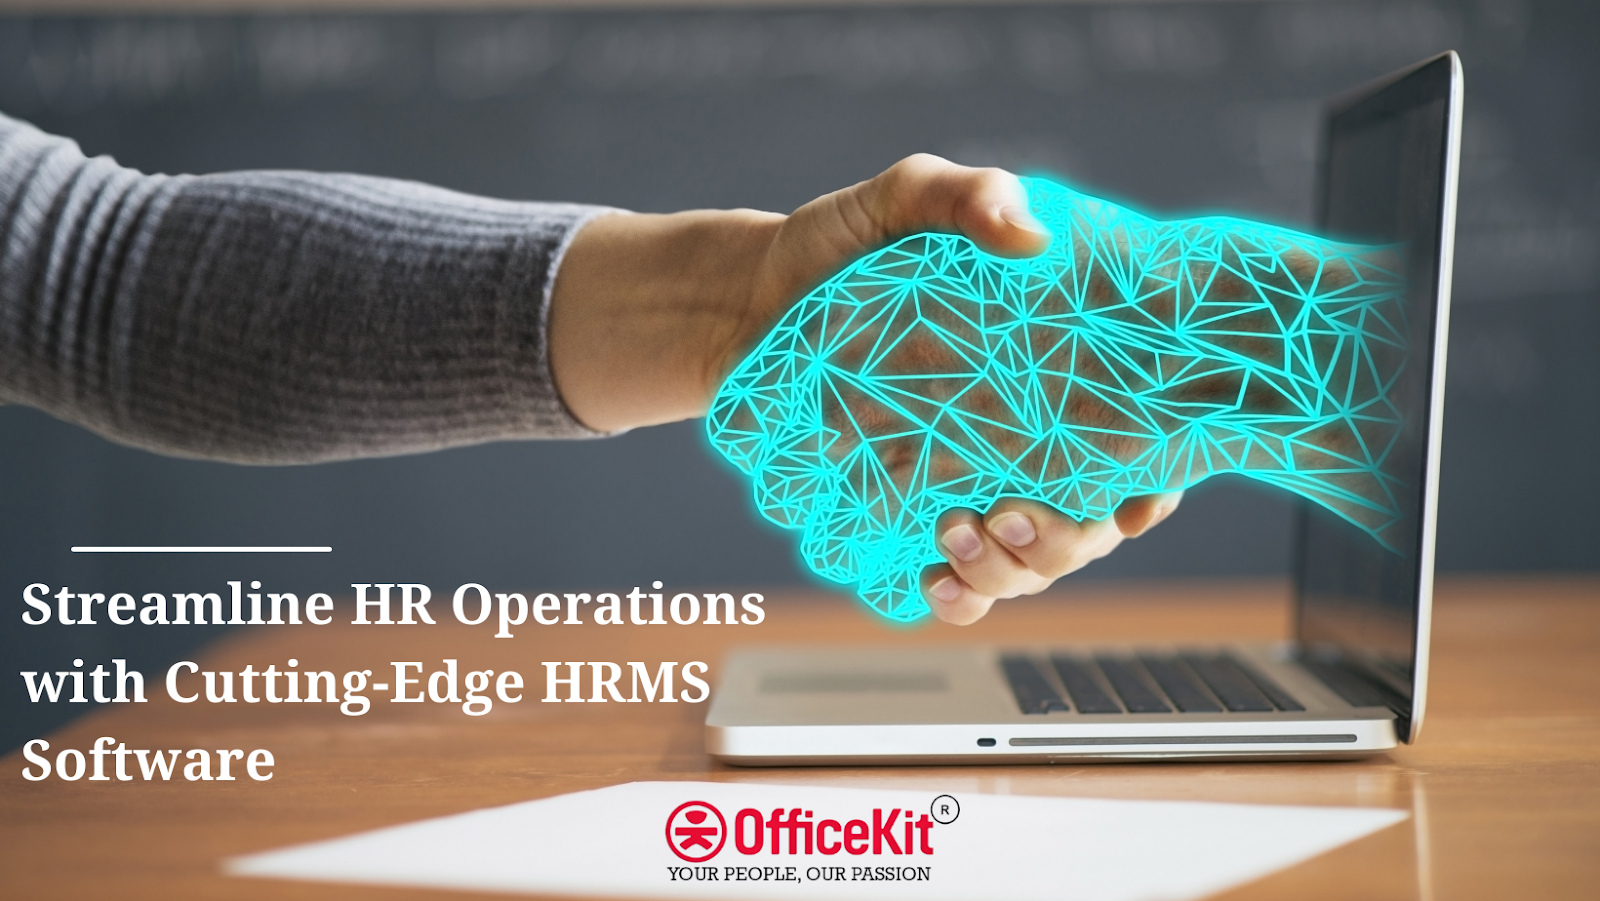 Streamline HR Operations
with Cutting-Edge HRMS
Software
OfficeKit ®
YOUR PEOPLE, OUR PASSION